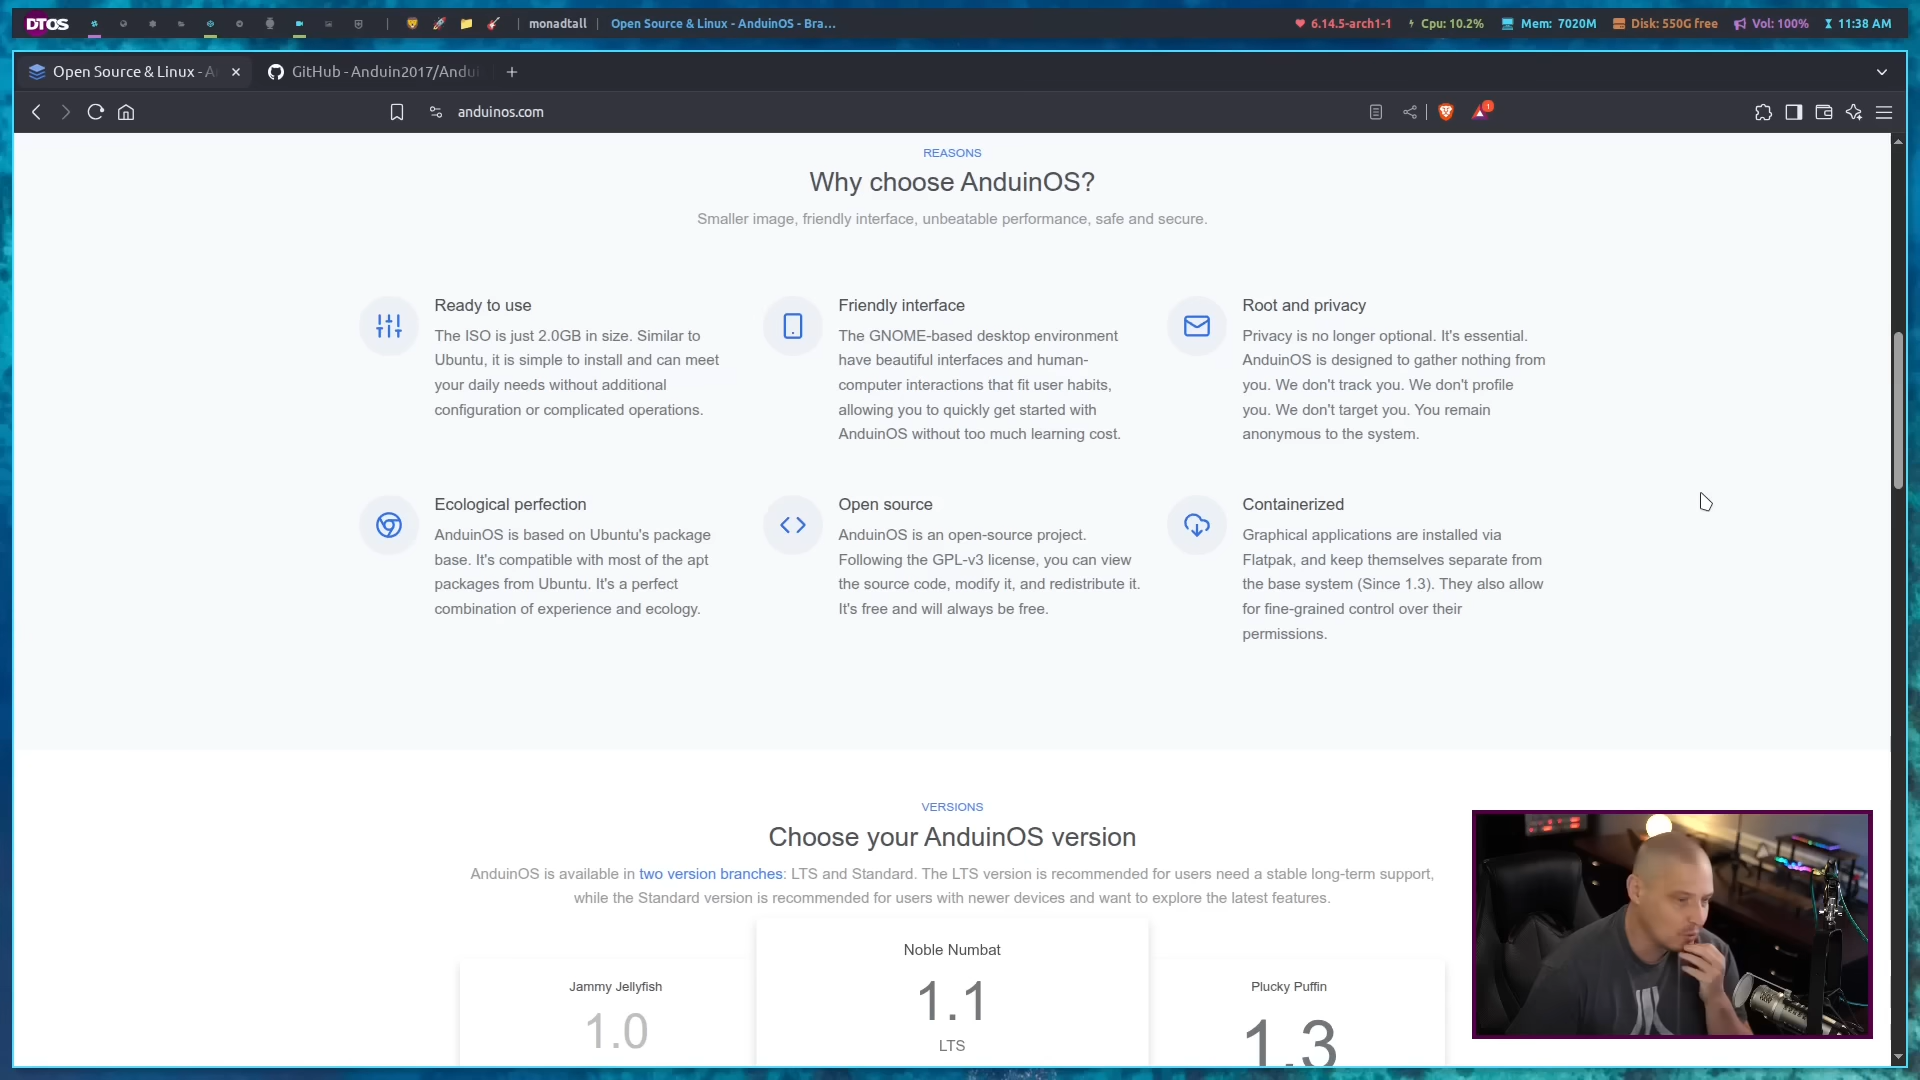 DTOS
monadtall
Open Source & Linux - AnduinOS - Bra...
6.14.5-arch1-1
Cpu: 10.2%
Mem: 7020M
Disk: 550G free
Vol: 100%
11:38 AM
Open Source & Linux - A
GitHub - Anduin2017/Andui
anduinos.com
1
REASONS
Why choose AnduinOS?
Smaller image, friendly interface, unbeatable performance, safe and secure.
Ready to use
The ISO is just 2.0GB in size. Similar to
Ubuntu, it is simple to install and can meet
your daily needs without additional
configuration or complicated operations.
Friendly interface
The GNOME-based desktop environment
have beautiful interfaces and human-
computer interactions that fit user habits,
allowing you to quickly get started with
AnduinOS without too much learning cost.
Root and privacy
Privacy is no longer optional. It's essential.
AnduinOS is designed to gather nothing from
you. We don't track you. We don't profile
you. We don't target you. You remain
anonymous to the system.
Ecological perfection
AnduinOS is based on Ubuntu's package
base. It's compatible with most of the apt
packages from Ubuntu. It's a perfect
combination of experience and ecology.
Open source
AnduinOS is an open-source project.
Following the GPL-v3 license, you can view
the source code, modify it, and redistribute it.
It's free and will always be free.
Containerized
Graphical applications are installed via
Flatpak, and keep themselves separate from
the base system (Since 1.3). They also allow
for fine-grained control over their
permissions.
VERSIONS
Choose your AnduinOS version
AnduinOS is available in two version branches: LTS and Standard. The LTS version is recommended for users need a stable long-term support,
while the Standard version is recommended for users with newer devices and want to explore the latest features.
Jammy Jellyfish
1.0
Noble Numbat
1.1
LTS
Plucky Puffin
1.3